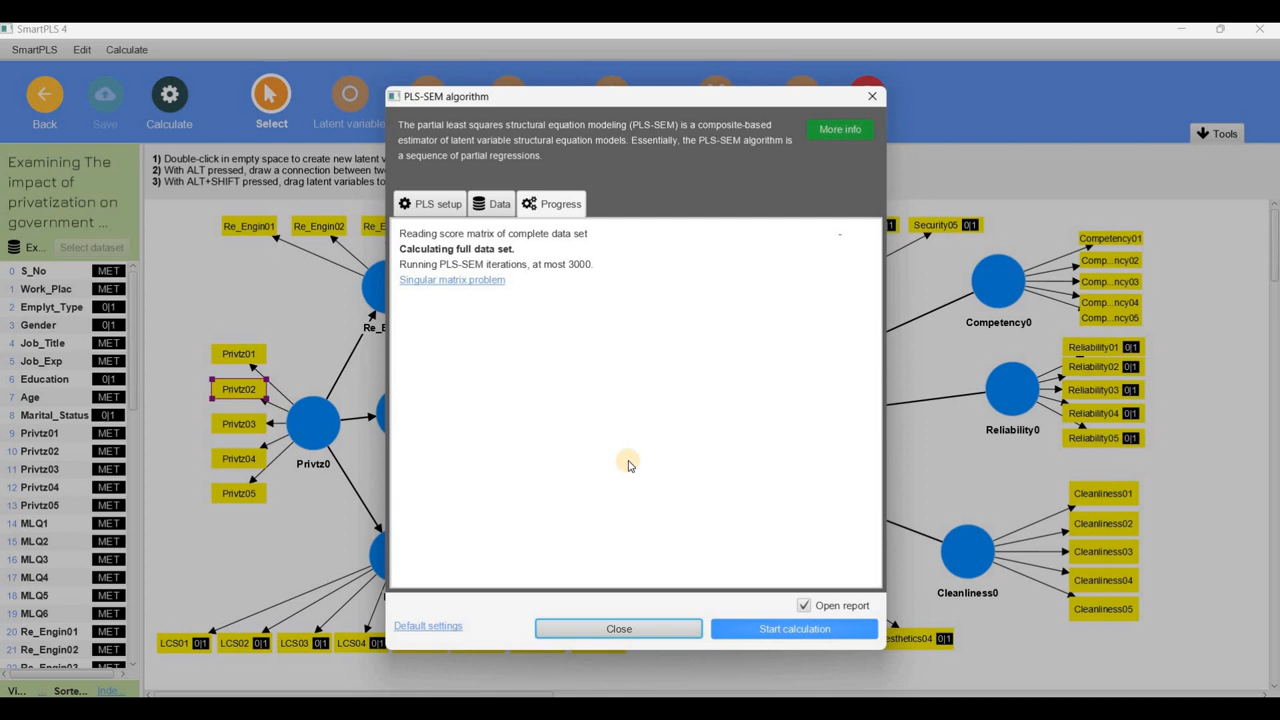 SmartPLS 4
SmartPLS Edit Calculate
Back
Save
Calculate
Select
Latent variable
Tools
Examining The
impact of
privatization on
government ...
Ex... Select dataset
0 S_No MET
1 Work_Plac MET
2 Emplyt_Type 0|1
3 Gender 0|1
4 Job_Title MET
5 Job_Exp MET
6 Education 0|1
7 Age MET
8 Marital_Status 0|1
9 Privtz01 MET
10 Privtz02 MET
11 Privtz03 MET
12 Privtz04 MET
13 Privtz05 MET
14 MLQ1 MET
15 MLQ2 MET
16 MLQ3 MET
17 MLQ4 MET
18 MLQ5 MET
19 MLQ6 MET
20 Re_Engin01 MET
21 Re_Engin02 MET
22 Re_Engin03 MET
Vi... Sorte... Inde...
1) Double-click in empty space to create new latent v
2) With ALT pressed, draw a connection between tw
3) With ALT+SHIFT pressed, drag latent variables to
Re_Engin01
Re_Engin02
Re_E
Re_E
Privtz01
Privtz02
Privtz03
Privtz04
Privtz05
Privtz0
LCS01 0|1
LCS02 0|1
LCS03 0|1
LCS04 0|1
PLS-SEM algorithm
The partial least squares structural equation modeling (PLS-SEM) is a composite-based
estimator of latent variable structural equation models. Essentially, the PLS-SEM algorithm is
a sequence of partial regressions.
More info
PLS setup
Data
Progress
Reading score matrix of complete data set -
Calculating full data set.
Running PLS-SEM iterations, at most 3000.
Singular matrix problem
Open report
Default settings
Close
Start calculation
Security05 0|1
Competency01
Comp...ncy02
Comp...ncy03
Comp...ncy04
Comp...ncy05
Competency0
Reliability01 0|1
Reliability02 0|1
Reliability03 0|1
Reliability04 0|1
Reliability05 0|1
Reliability0
Cleanliness01
Cleanliness02
Cleanliness03
Cleanliness04
Cleanliness05
Cleanliness0
esthetics04 0|1